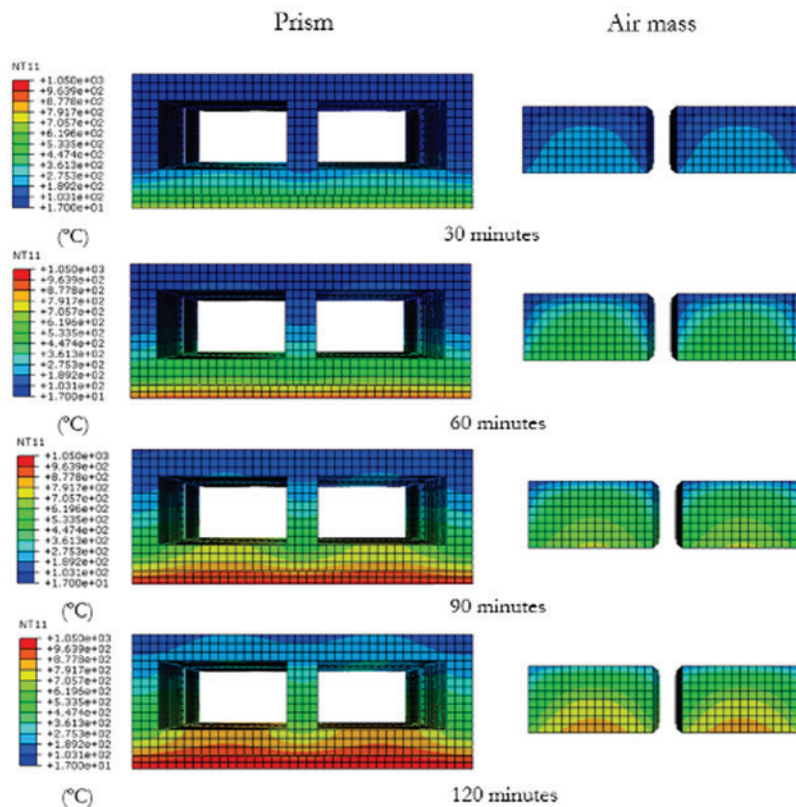 Prism
Air mass
NT11
+1.050e+03
+9.639e+02
+8.778e+02
+7.917e+02
+7.057e+02
+6.196e+02
+5.335e+02
+4.474e+02
+3.613e+02
+2.753e+02
+1.892e+02
+1.031e+02
+1.700e+01
(°C)
30 minutes
NT11
+1.050e+03
+9.639e+02
+8.778e+02
+7.917e+02
+7.057e+02
+6.196e+02
+5.335e+02
+4.474e+02
+3.613e+02
+2.753e+02
+1.892e+02
+1.031e+02
+1.700e+01
(°C)
60 minutes
NT11
+1.050e+03
+9.639e+02
+8.778e+02
+7.917e+02
+7.057e+02
+6.196e+02
+5.335e+02
+4.474e+02
+3.613e+02
+2.753e+02
+1.892e+02
+1.031e+02
+1.700e+01
(°C)
90 minutes
NT11
+1.050e+03
+9.639e+02
+8.778e+02
+7.917e+02
+7.057e+02
+6.196e+02
+5.335e+02
+4.474e+02
+3.613e+02
+2.753e+02
+1.892e+02
+1.031e+02
+1.700e+01
(°C)
120 minutes